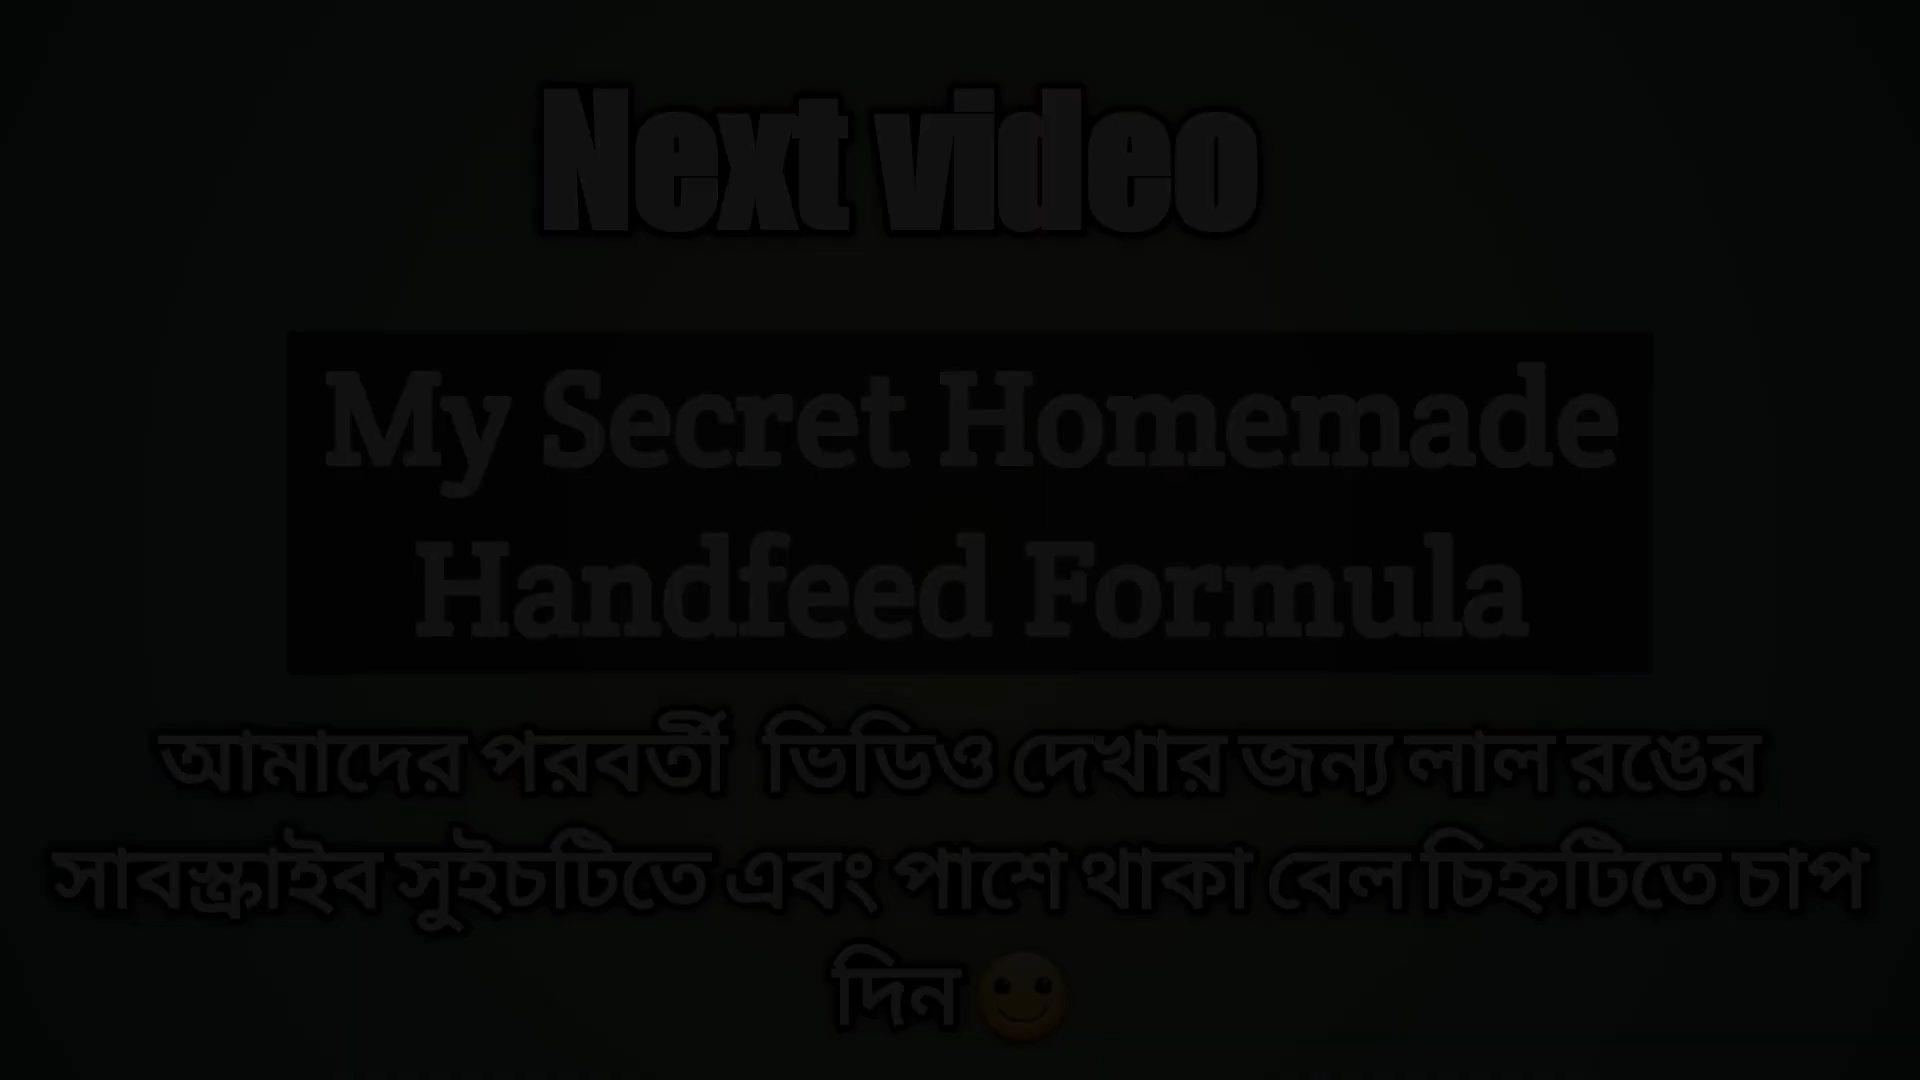 Next video
My Secret Homemade
Handfeed Formula
আমাদের পরবর্তী ভিডিও দেখার জন্য লাল রঙের
সাবস্ক্রাইব সুইচটিতে এবং পাশে থাকা বেল চিহ্নটিতে চাপ
দিন 🙂